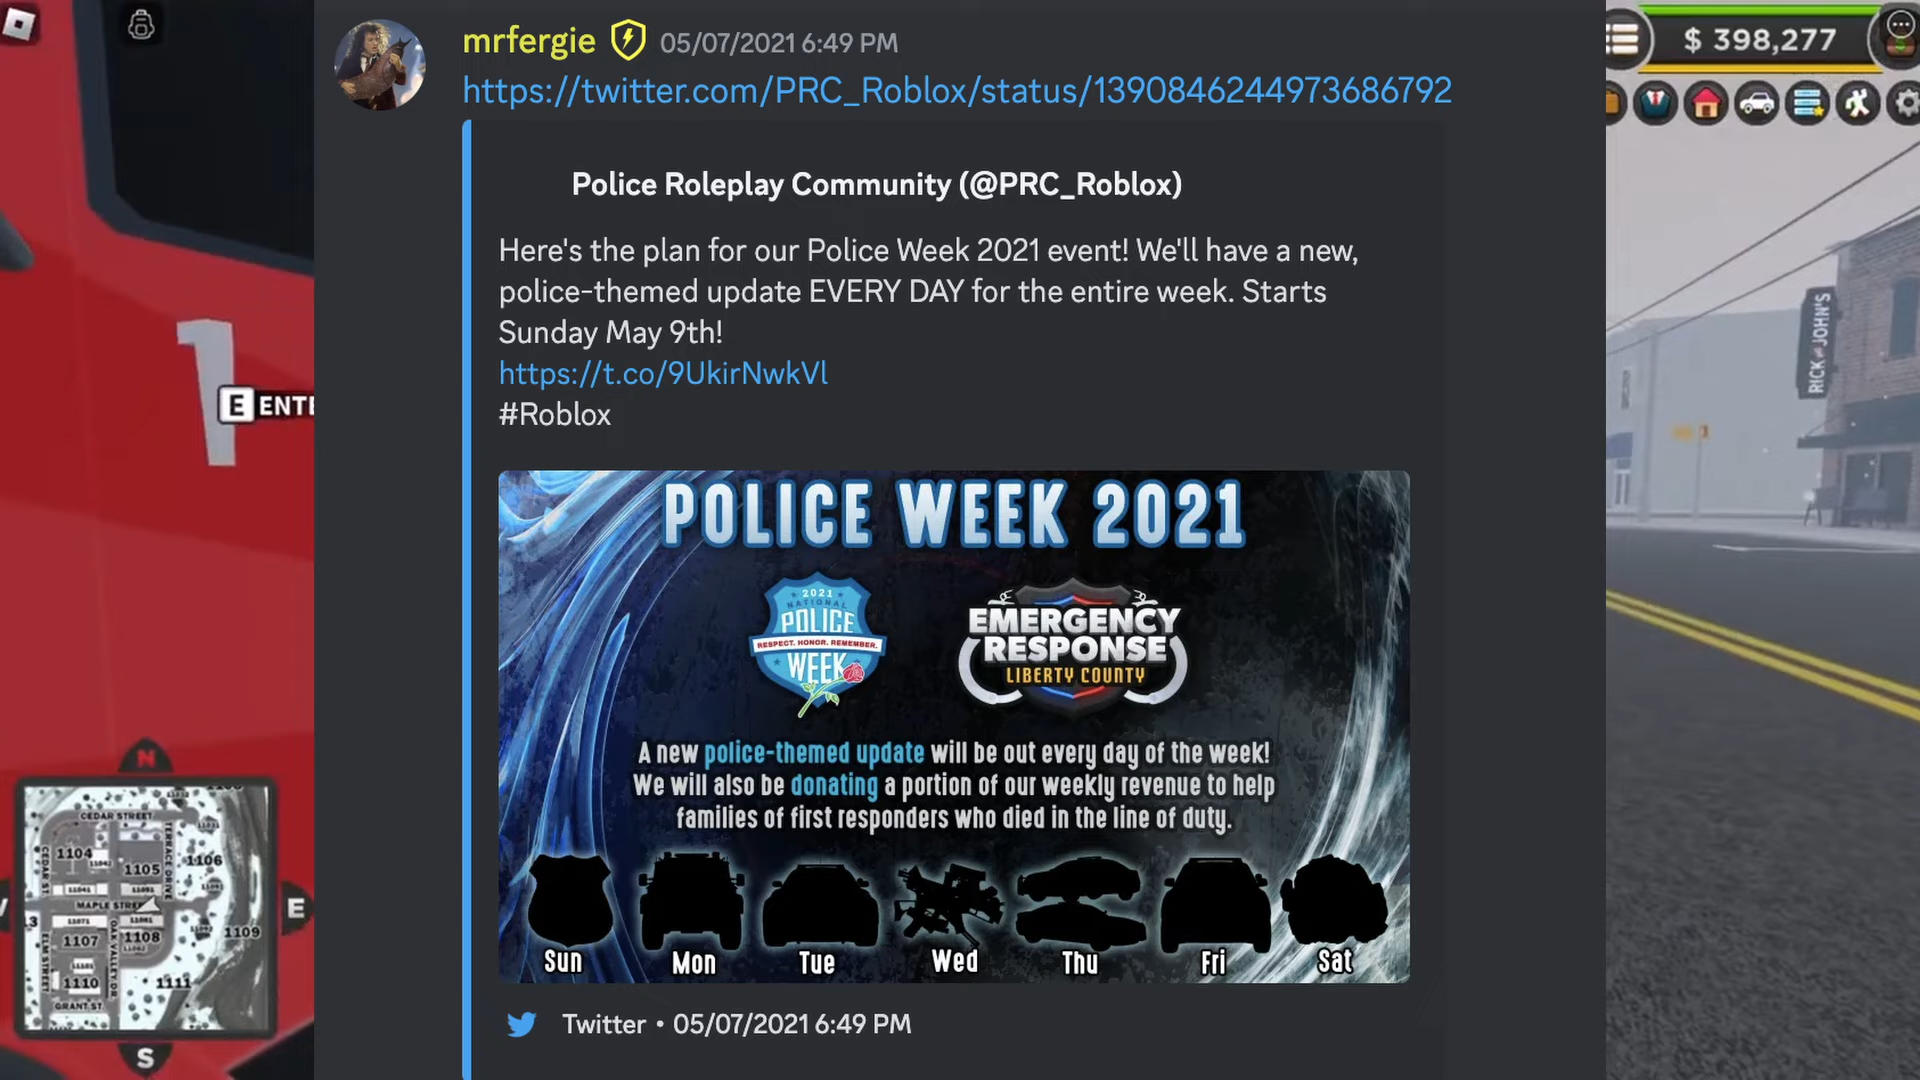 mrfergie 05/07/2021 6:49 PM
https://twitter.com/PRC_Roblox/status/1390846244973686792
Police Roleplay Community (@PRC_Roblox)
Here's the plan for our Police Week 2021 event! We'll have a new,
police-themed update EVERY DAY for the entire week. Starts
Sunday May 9th!
https://t.co/9UkirNwkVl
#Roblox
POLICE WEEK 2021
2021
NATIONAL
POLICE
RESPECT. HONOR. REMEMBER.
WEEK
EMERGENCY
RESPONSE
LIBERTY COUNTY
A new police-themed update will be out every day of the week!
We will also be donating a portion of our weekly revenue to help
families of first responders who died in the line of duty.
Sun Mon Tue Wed Thu Fri Sat
Twitter • 05/07/2021 6:49 PM
$ 398,277
RICK JOHN'S
1
E ENTE
N
CEDAR STREET
TERRACE DRIVE
1104
1105
1106
MAPLE STREE
1107
1108
1109
ELM STREET
1110
1111
GRANT ST.
E
S